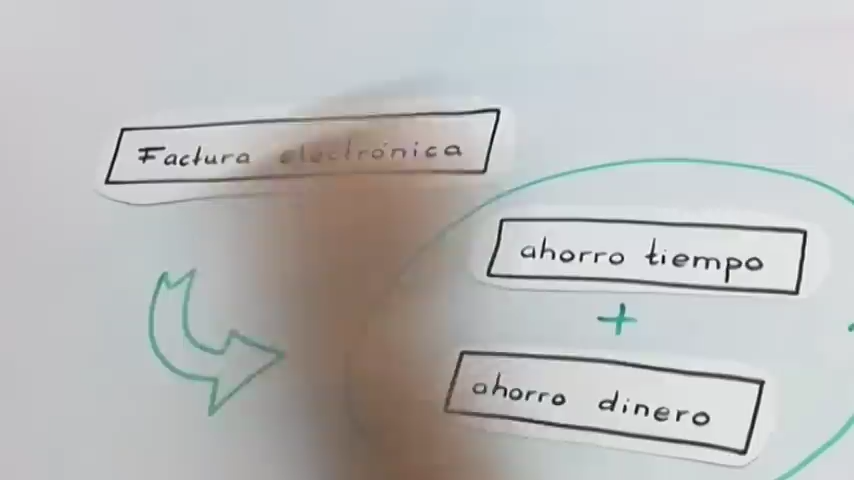 Factura electrónica
ahorro tiempo
+
ahorro dinero